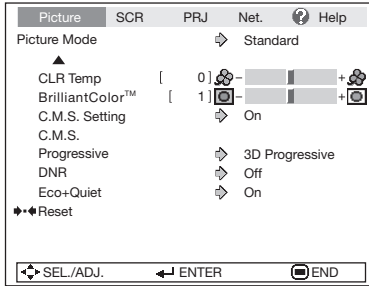 Picture SCR PRJ Net. ? Help
Picture Mode Standard
CLR Temp [ 0] - +
BrilliantColor™ [ 1] - +
C.M.S. Setting On
C.M.S.
Progressive 3D Progressive
DNR Off
Eco+Quiet On
Reset
SEL./ADJ. ENTER END